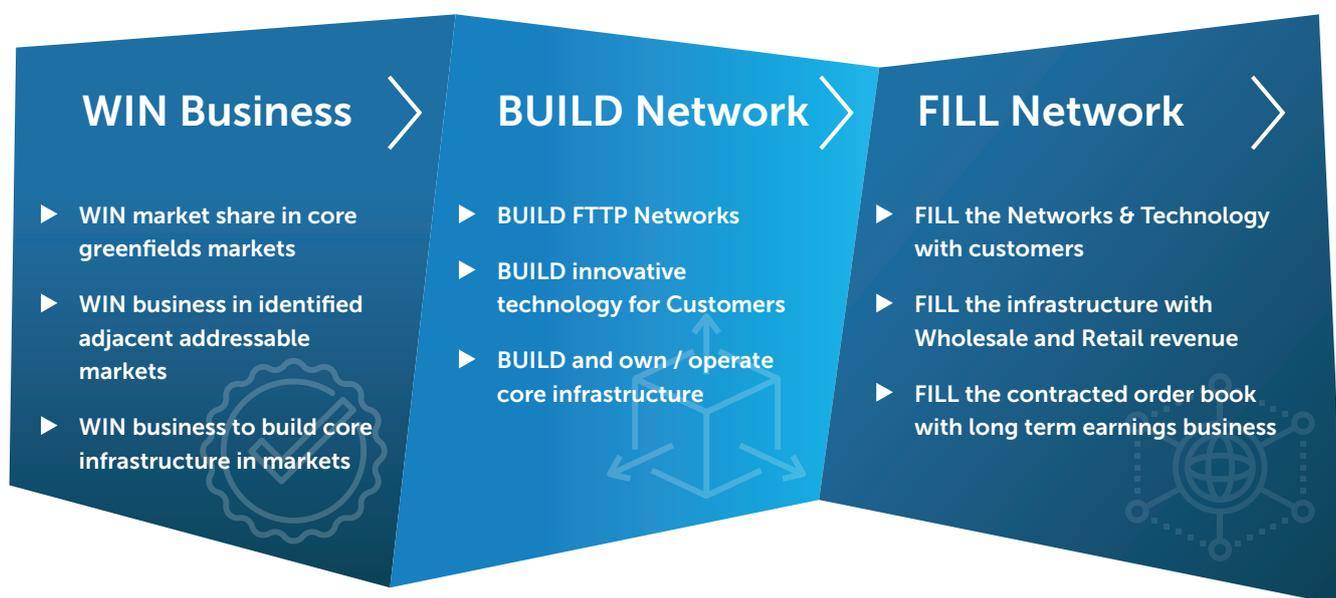 WIN Business
WIN market share in core
greenfields markets
WIN business in identified
adjacent addressable
markets
WIN business to build core
infrastructure in markets
BUILD Network
BUILD FTTP Networks
BUILD innovative
technology for Customers
BUILD and own / operate
core infrastructure
FILL Network
FILL the Networks & Technology
with customers
FILL the infrastructure with
Wholesale and Retail revenue
FILL the contracted order book
with long term earnings business